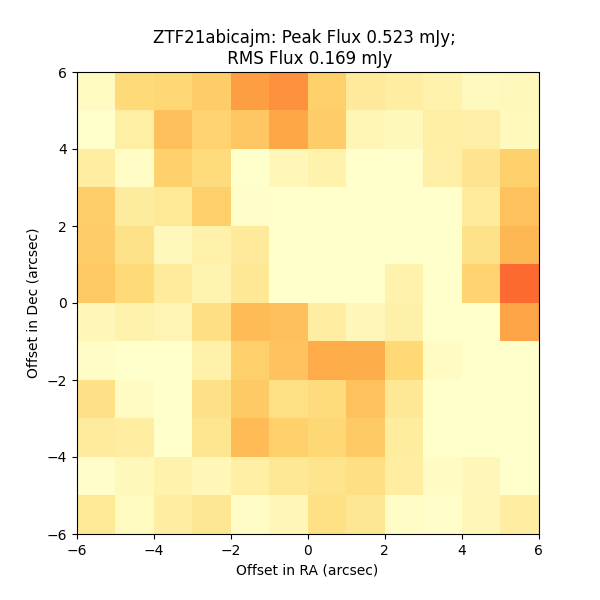 ZTF21abicajm: Peak Flux 0.523 mJy;
RMS Flux 0.169 mJy
6
4
2
0
−2
−4
−6
Offset in Dec (arcsec)
−6 −4 −2 0 2 4 6
Offset in RA (arcsec)